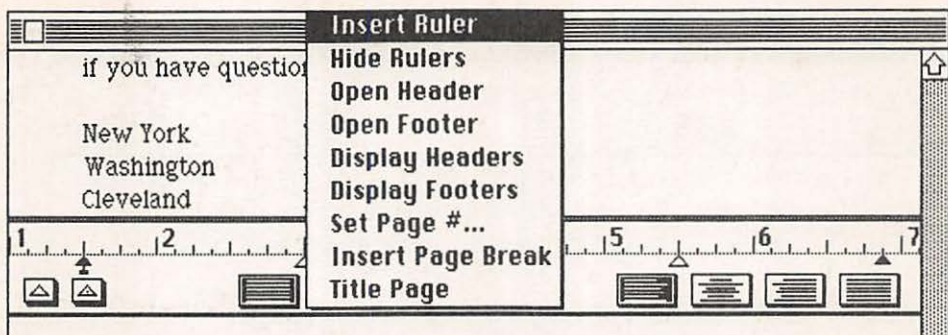 Insert Ruler
if you have
Hide Rulers
Open Header
New York
Open Footer
Washington
Display Headers
Cleveland
Display Footers
Set Page #...
1 2 5 6 7
Insert Page Break
Title Page